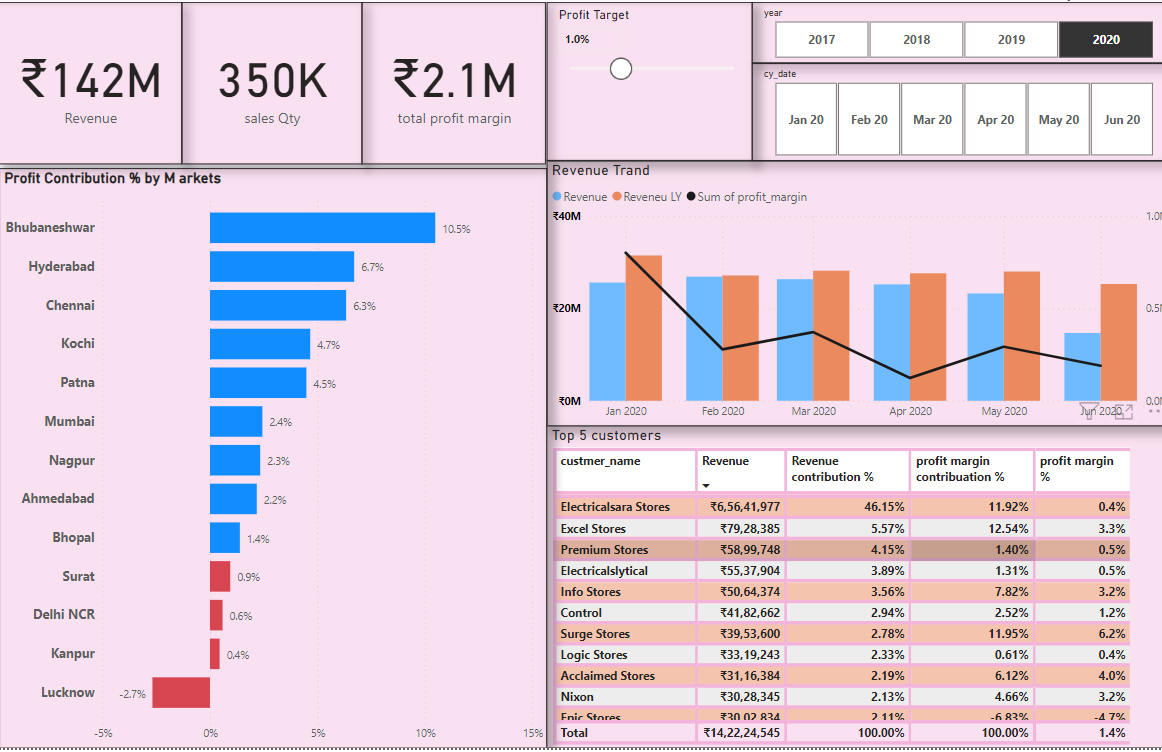 ₹142M
Revenue
350K
sales Qty
₹2.1M
total profit margin
Profit Target
1.0%
year
2017 2018 2019 2020
cy_date
Jan 20 Feb 20 Mar 20 Apr 20 May 20 Jun 20
Profit Contribution % by M arkets
Bhubaneshwar 10.5%
Hyderabad 6.7%
Chennai 6.3%
Kochi 4.7%
Patna 4.5%
Mumbai 2.4%
Nagpur 2.3%
Ahmedabad 2.2%
Bhopal 1.4%
Surat 0.9%
Delhi NCR 0.6%
Kanpur 0.4%
Lucknow -2.7%
-5% 0% 5% 10% 15%
Revenue Trand
Revenue Reveneu LY Sum of profit_margin
₹40M
₹20M
₹0M
Jan 2020 Feb 2020 Mar 2020 Apr 2020 May 2020 Jun 2020
Top 5 customers
custmer_name Revenue Revenue contribution % profit margin contribuation % profit margin %
Electricalsara Stores ₹6,56,41,977 46.15% 11.92% 0.4%
Excel Stores ₹79,28,385 5.57% 12.54% 3.3%
Premium Stores ₹58,99,748 4.15% 1.40% 0.5%
Electricalslytical ₹55,37,904 3.89% 1.31% 0.5%
Info Stores ₹50,64,374 3.56% 7.82% 3.2%
Control ₹41,82,662 2.94% 2.52% 1.2%
Surge Stores ₹39,53,600 2.78% 11.95% 6.2%
Logic Stores ₹33,19,243 2.33% 0.61% 0.4%
Acclaimed Stores ₹31,16,384 2.19% 6.12% 4.0%
Nixon ₹30,28,345 2.13% 4.66% 3.2%
Epic Stores ₹30,02,834 2.11% -6.83% -4.7%
Total ₹14,22,24,545 100.00% 100.00% 1.4%